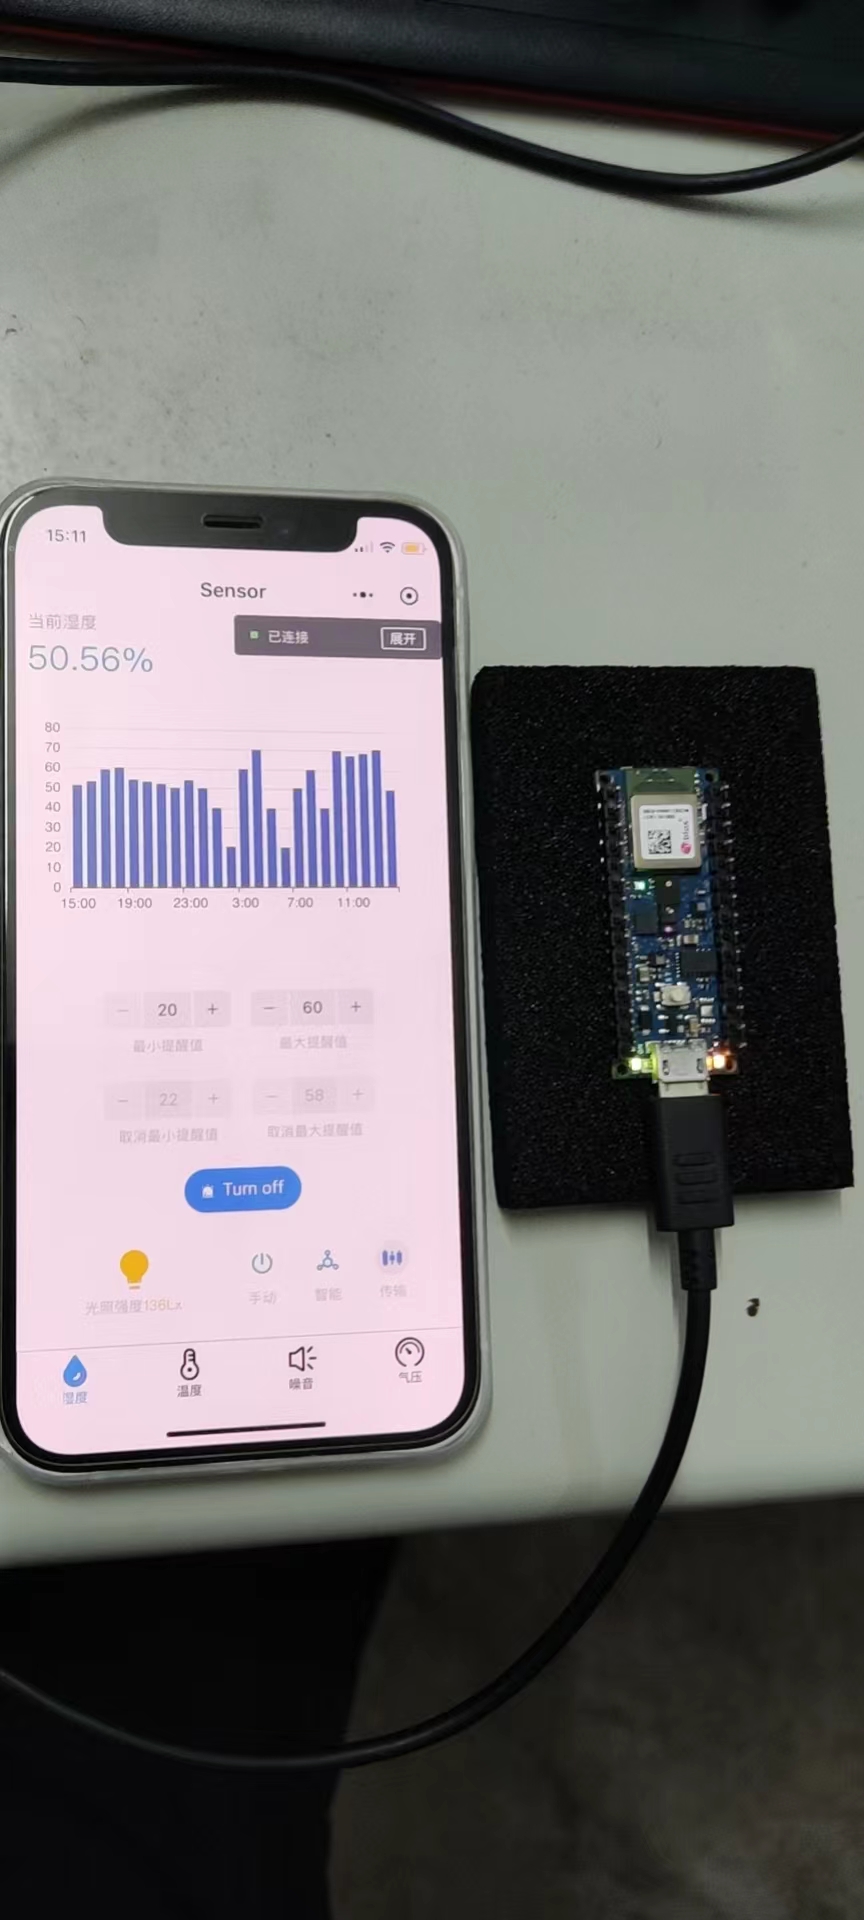 15:11
Sensor
当前湿度
已连接 展开
50.56%
80
70
60
50
40
30
20
10
0
15:00 19:00 23:00 3:00 7:00 11:00
− 20 + − 60 +
最小提醒值 最大提醒值
− 22 + − 58 +
取消最小提醒值 取消最大提醒值
Turn off
光照强度136Lx 手动 智能 传输
湿度 温度 噪音 气压